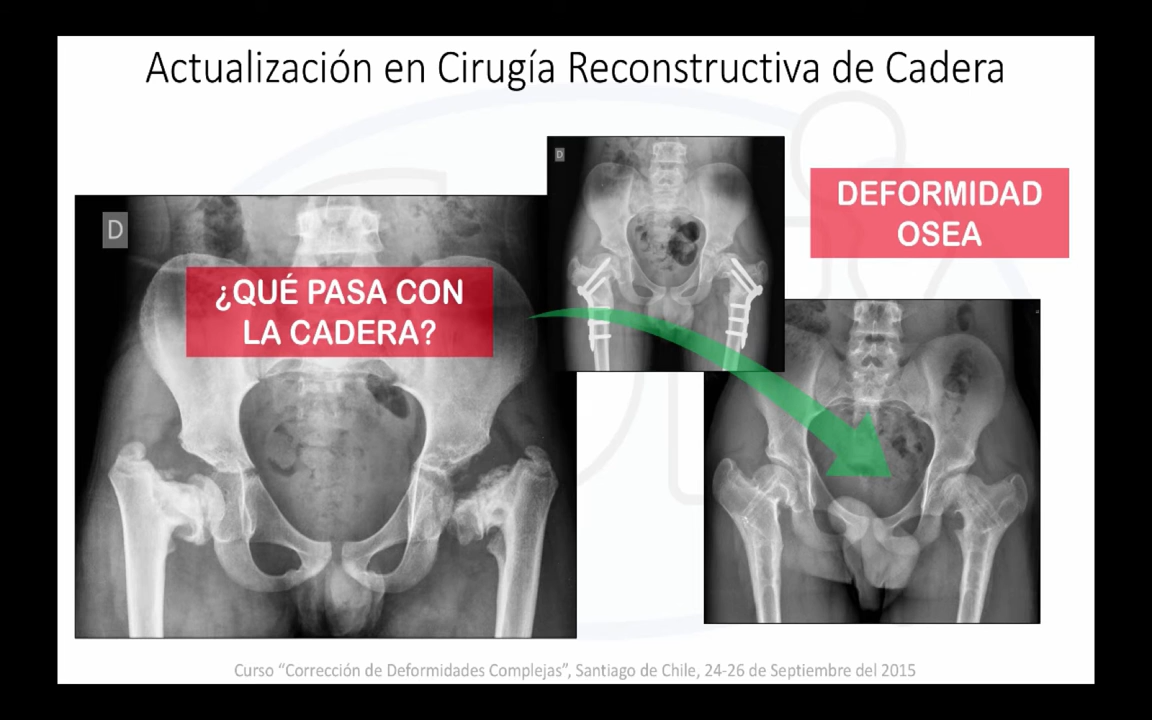 Actualización en Cirugía Reconstructiva de Cadera
D
DEFORMIDAD
OSEA
D
¿QUÉ PASA CON
LA CADERA?
Curso “Corrección de Deformidades Complejas”, Santiago de Chile, 24-26 de Septiembre del 2015